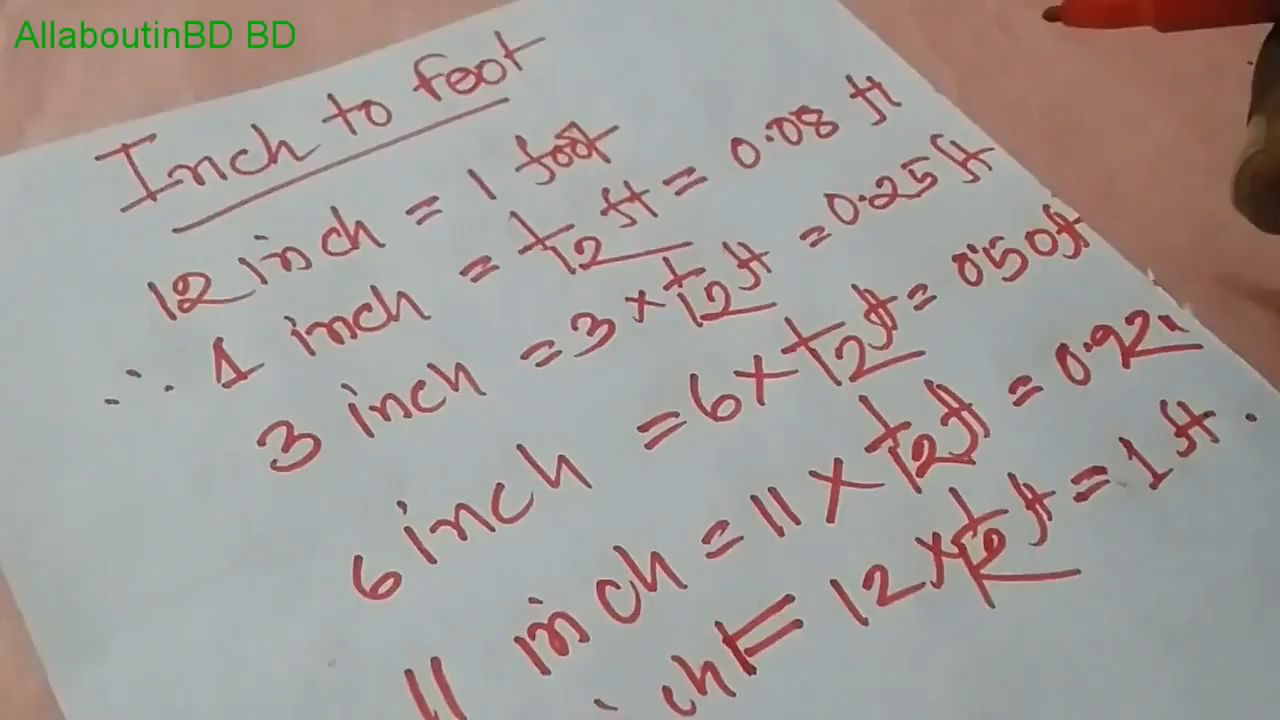 AllaboutinBD BD
Inch to foot
12 inch = 1 foot
∴ 1 inch = 1/12 ft = 0.08 ft
3 inch = 3 × 1/12 ft = 0.25 ft
6 inch = 6 × 1/12 ft = 0.50 ft
11 inch = 11 × 1/12 ft = 0.92
ch = 12 × 1/12 ft = 1 ft.